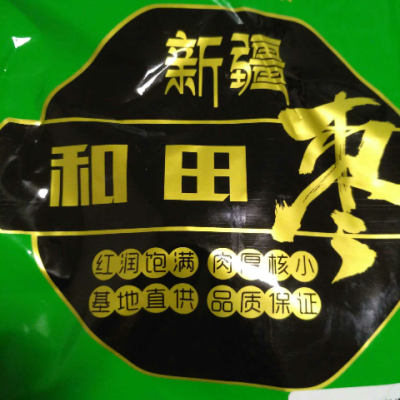 新疆
和田枣
红润饱满 肉厚核小
基地直供 品质保证